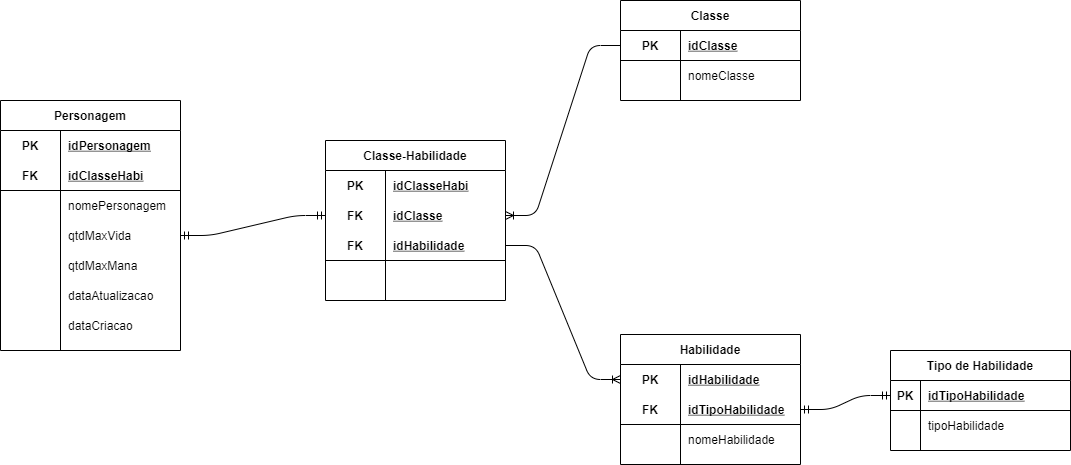 Classe
PK idClasse
nomeClasse
Personagem
PK idPersonagem
FK idClasseHabi
nomePersonagem
qtdMaxVida
qtdMaxMana
dataAtualizacao
dataCriacao
Classe-Habilidade
PK idClasseHabi
FK idClasse
FK idHabilidade
Habilidade
PK idHabilidade
FK idTipoHabilidade
nomeHabilidade
Tipo de Habilidade
PK idTipoHabilidade
tipoHabilidade